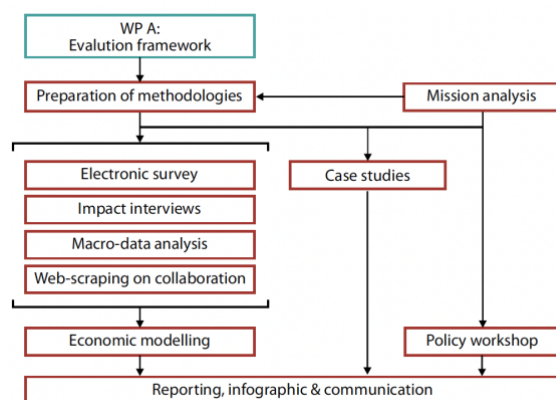 WP A:
Evalution framework
Preparation of methodologies
Mission analysis
Electronic survey
Case studies
Impact interviews
Macro-data analysis
Web-scraping on collaboration
Economic modelling
Policy workshop
Reporting, infographic & communication